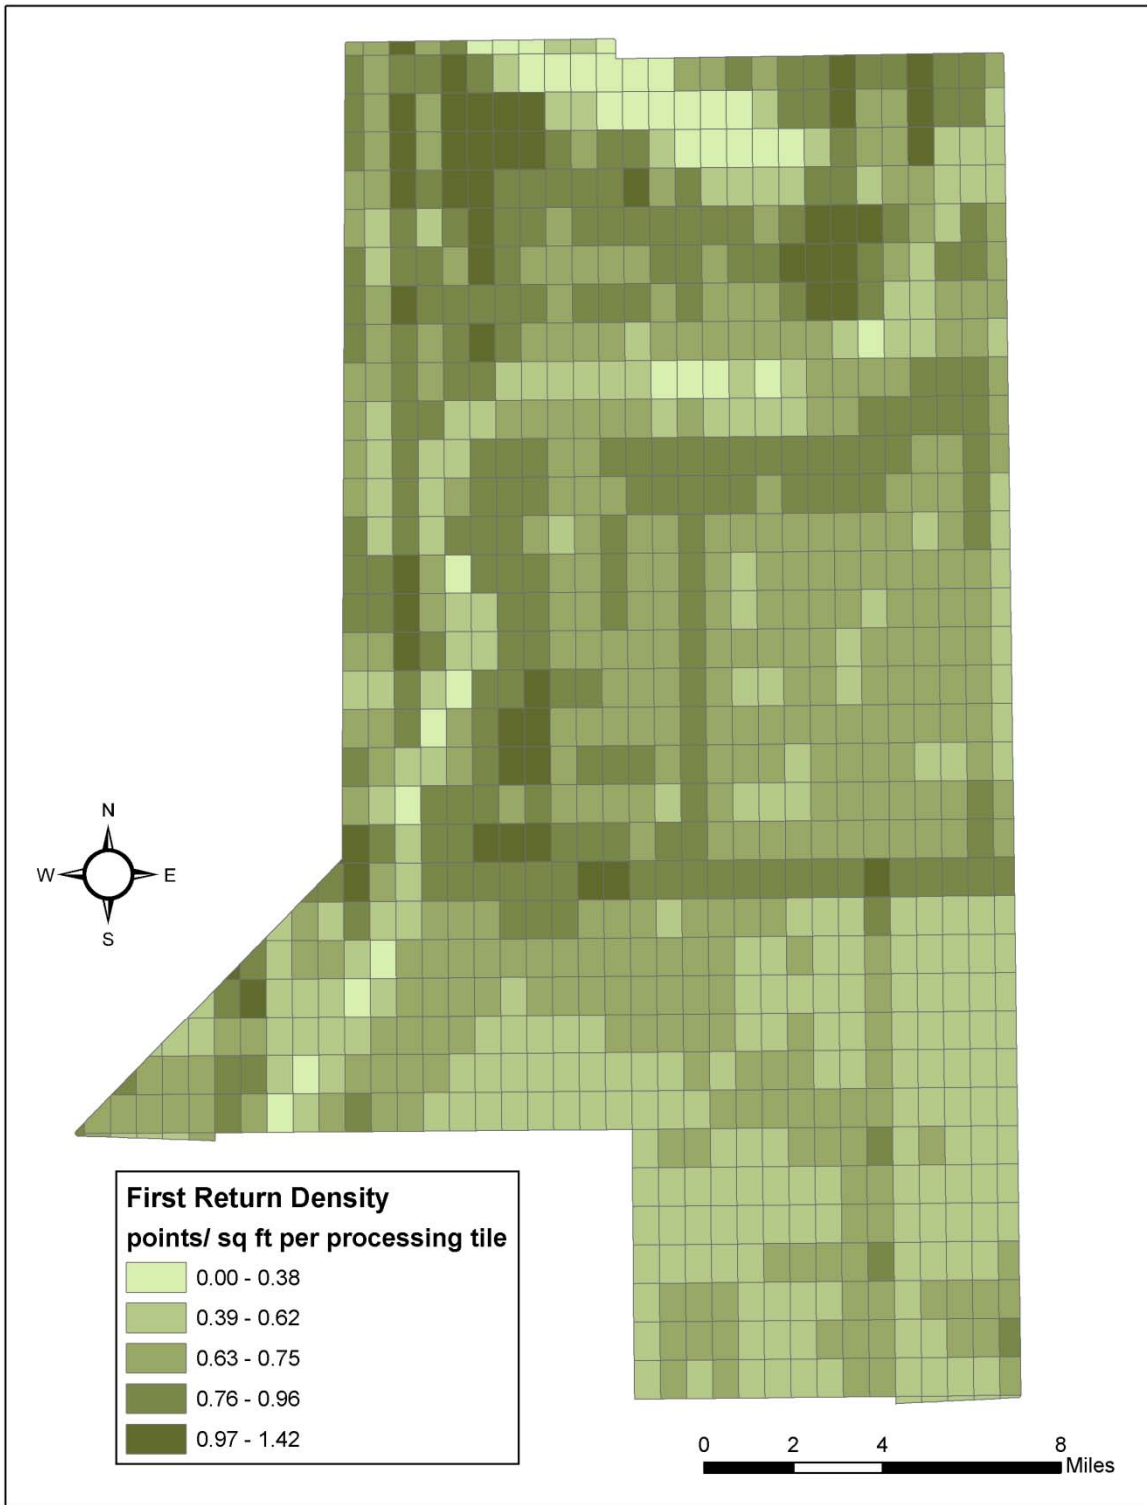 N
W E
S
First Return Density
points/ sq ft per processing tile
0.00 - 0.38
0.39 - 0.62
0.63 - 0.75
0.76 - 0.96
0.97 - 1.42
0 2 4 8
Miles